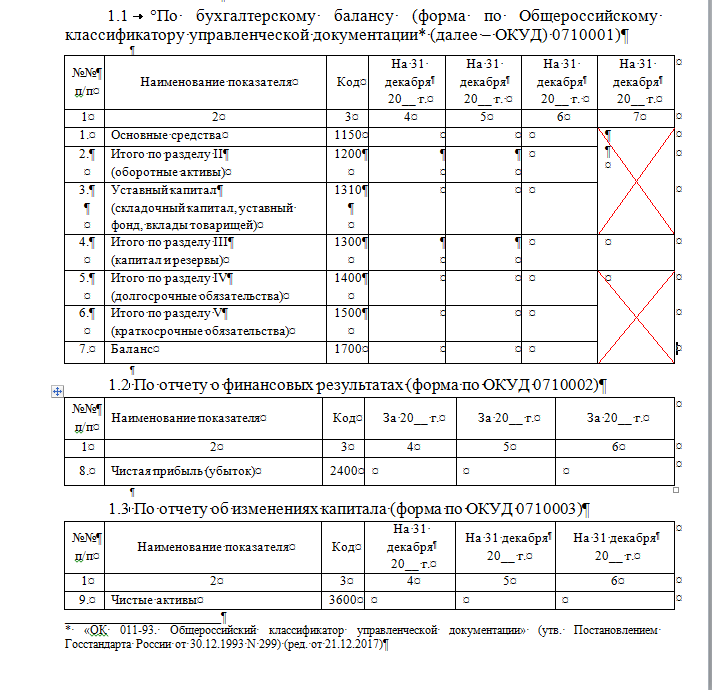 1.1 °По бухгалтерскому балансу (форма по Общероссийскому
классификатору управленческой документации* (далее – ОКУД) 0710001)
№№ п/п Наименование показателя Код На 31 декабря 20__ г. На 31 декабря 20__ г. На 31 декабря 20__ г. На 31 декабря 20__ г.
1 2 3 4 5 6 7
1. Основные средства 1150
2. Итого по разделу II 1200
(оборотные активы)
3. Уставный капитал 1310
(складочный капитал, уставный
фонд, вклады товарищей)
4. Итого по разделу III 1300
(капитал и резервы)
5. Итого по разделу IV 1400
(долгосрочные обязательства)
6. Итого по разделу V 1500
(краткосрочные обязательства)
7. Баланс 1700
1.2 По отчету о финансовых результатах (форма по ОКУД 0710002)
№№ п/п Наименование показателя Код За 20__ г. За 20__ г. За 20__ г.
1 2 3 4 5 6
8. Чистая прибыль (убыток) 2400
1.3 По отчету об изменениях капитала (форма по ОКУД 0710003)
№№ п/п Наименование показателя Код На 31 декабря 20__ г. На 31 декабря 20__ г. На 31 декабря 20__ г.
1 2 3 4 5 6
9. Чистые активы 3600
* «ОК 011-93. Общероссийский классификатор управленческой документации» (утв. Постановлением
Госстандарта России от 30.12.1993 N 299) (ред. от 21.12.2017)